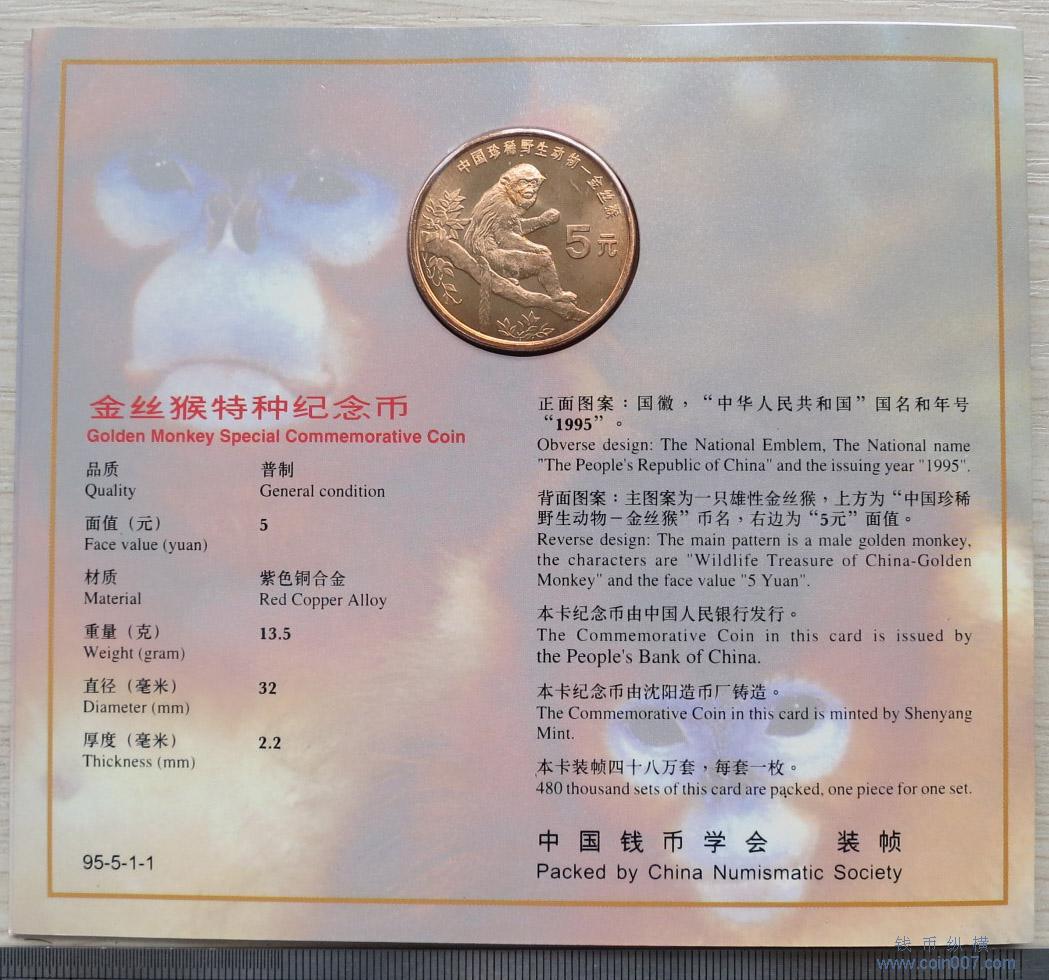 中国珍稀野生动物－金丝猴
5元
金丝猴特种纪念币
Golden Monkey Special Commemorative Coin
品质 普制
Quality General condition
面值（元） 5
Face value (yuan)
材质 紫色铜合金
Material Red Copper Alloy
重量（克） 13.5
Weight (gram)
直径（毫米） 32
Diameter (mm)
厚度（毫米） 2.2
Thickness (mm)
95-5-1-1
正面图案：国徽，“中华人民共和国”国名和年号
“1995”。
Obverse design: The National Emblem, The National name
"The People's Republic of China" and the issuing year "1995".
背面图案：主图案为一只雄性金丝猴，上方为“中国珍稀
野生动物－金丝猴”币名，右边为“5元”面值。
Reverse design: The main pattern is a male golden monkey,
the characters are "Wildlife Treasure of China-Golden
Monkey" and the face value "5 Yuan".
本卡纪念币由中国人民银行发行。
The Commemorative Coin in this card is issued by
the People's Bank of China.
本卡纪念币由沈阳造币厂铸造。
The Commemorative Coin in this card is minted by Shenyang
Mint.
本卡装帧四十八万套，每套一枚。
480 thousand sets of this card are packed, one piece for one set.
中国钱币学会 装帧
Packed by China Numismatic Society
钱币纵横
www.coin007.com